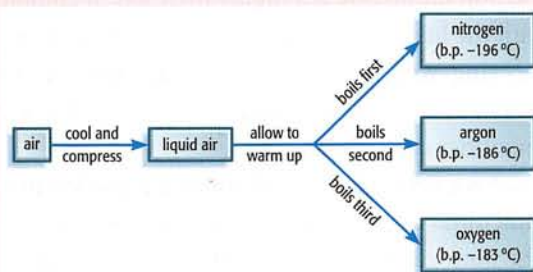 nitrogen
(b.p. –196 °C)
boils first
air
cool and
compress
liquid air
allow to
warm up
boils
second
argon
(b.p. –186 °C)
boils third
oxygen
(b.p. –183 °C)